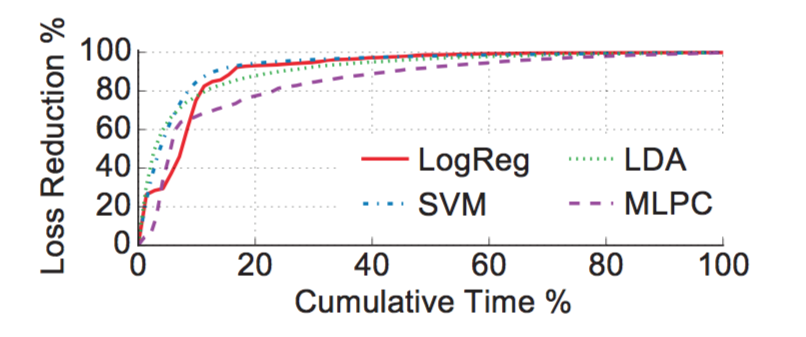 Loss Reduction %
100
80
60
40
20
0
LogReg
LDA
SVM
MLPC
0 20 40 60 80 100
Cumulative Time %